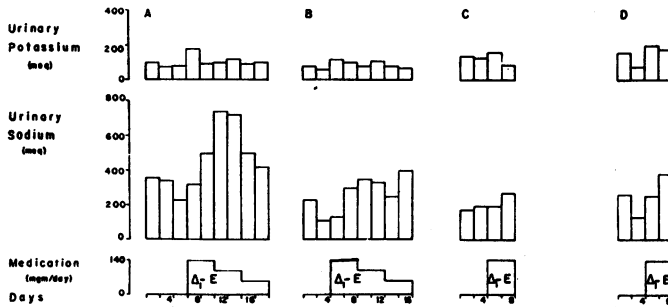 A B C D
Urinary Potassium (meq)
400
200
0
Urinary Sodium (meq)
800
600
400
200
0
Medication (mgm/day)
140
0
Δ₁-E Δ₁-E Δ₁-E Δ₁-E
Days 4 8 12 16 4 8 12 16 4 8 4 8